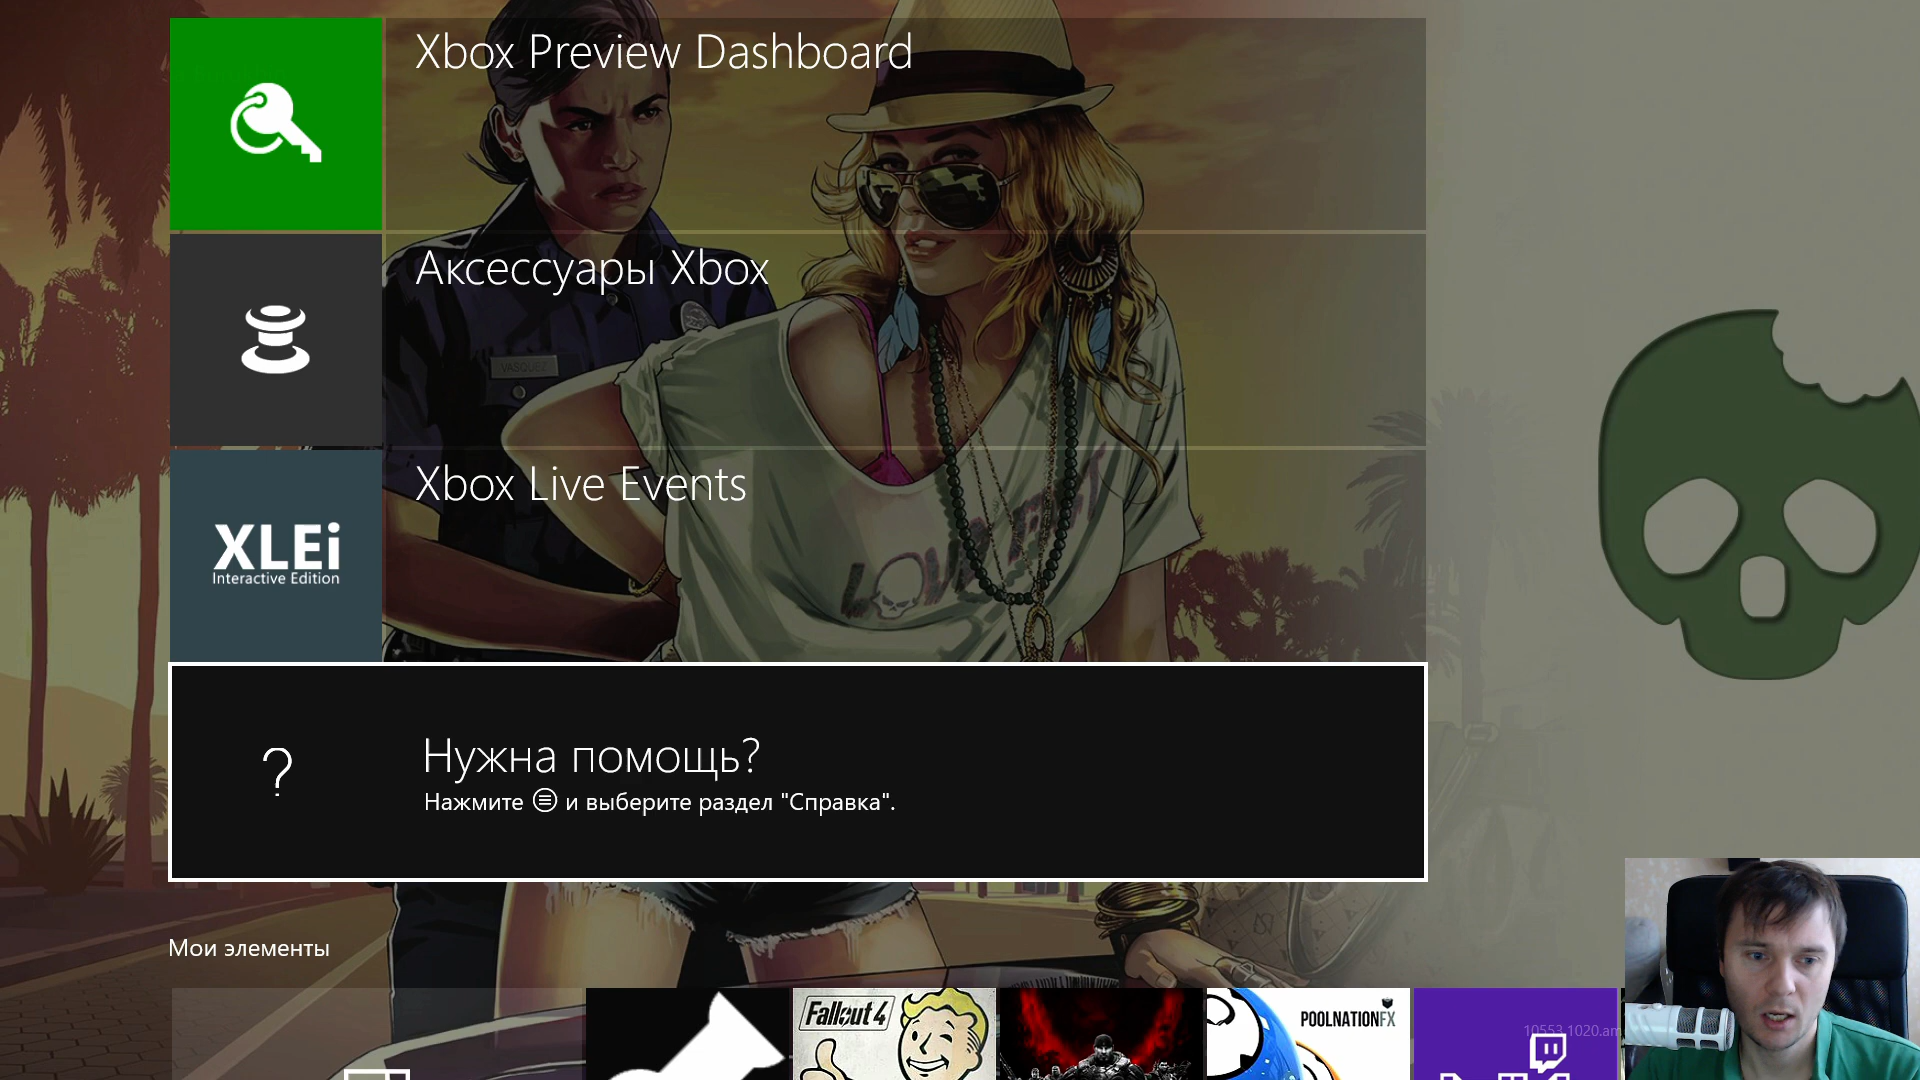 Xbox Preview Dashboard
Аксессуары Xbox
VASQUEZ
Xbox Live Events
XLEi
Interactive Edition
Нужна помощь?
Нажмите и выберите раздел "Справка".
Мои элементы
Fallout 4
POOLNATIONFX